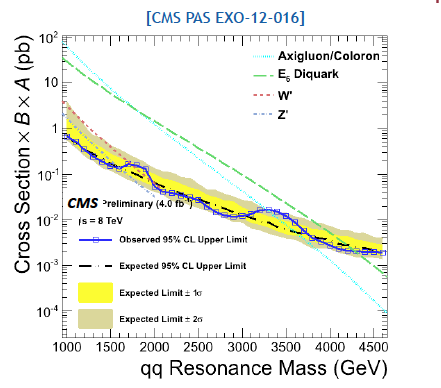 [CMS PAS EXO-12-016]
Cross Section × B × A (pb)
10²
10
1
10⁻¹
10⁻²
10⁻³
10⁻⁴
Axigluon/Coloron
E₆ Diquark
W'
Z'
CMS Preliminary (4.0 fb⁻¹)
√s = 8 TeV
Observed 95% CL Upper Limit
Expected 95% CL Upper Limit
Expected Limit ± 1σ
Expected Limit ± 2σ
1000 1500 2000 2500 3000 3500 4000 4500
qq Resonance Mass (GeV)